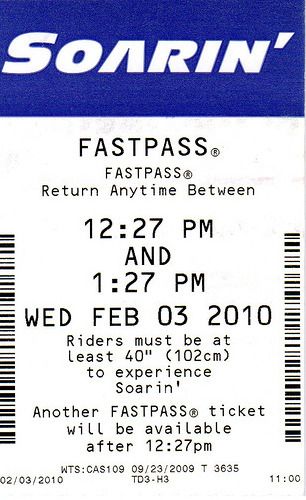 SOARIN'
FASTPASS®
FASTPASS®
Return Anytime Between
12:27 PM
AND
1:27 PM
WED FEB 03 2010
Riders must be at
least 40" (102cm)
to experience
Soarin'
Another FASTPASS® ticket
will be available
after 12:27pm
WTS:CAS109 09/23/2009 T 3635
02/03/2010 TD3-H3 11:00